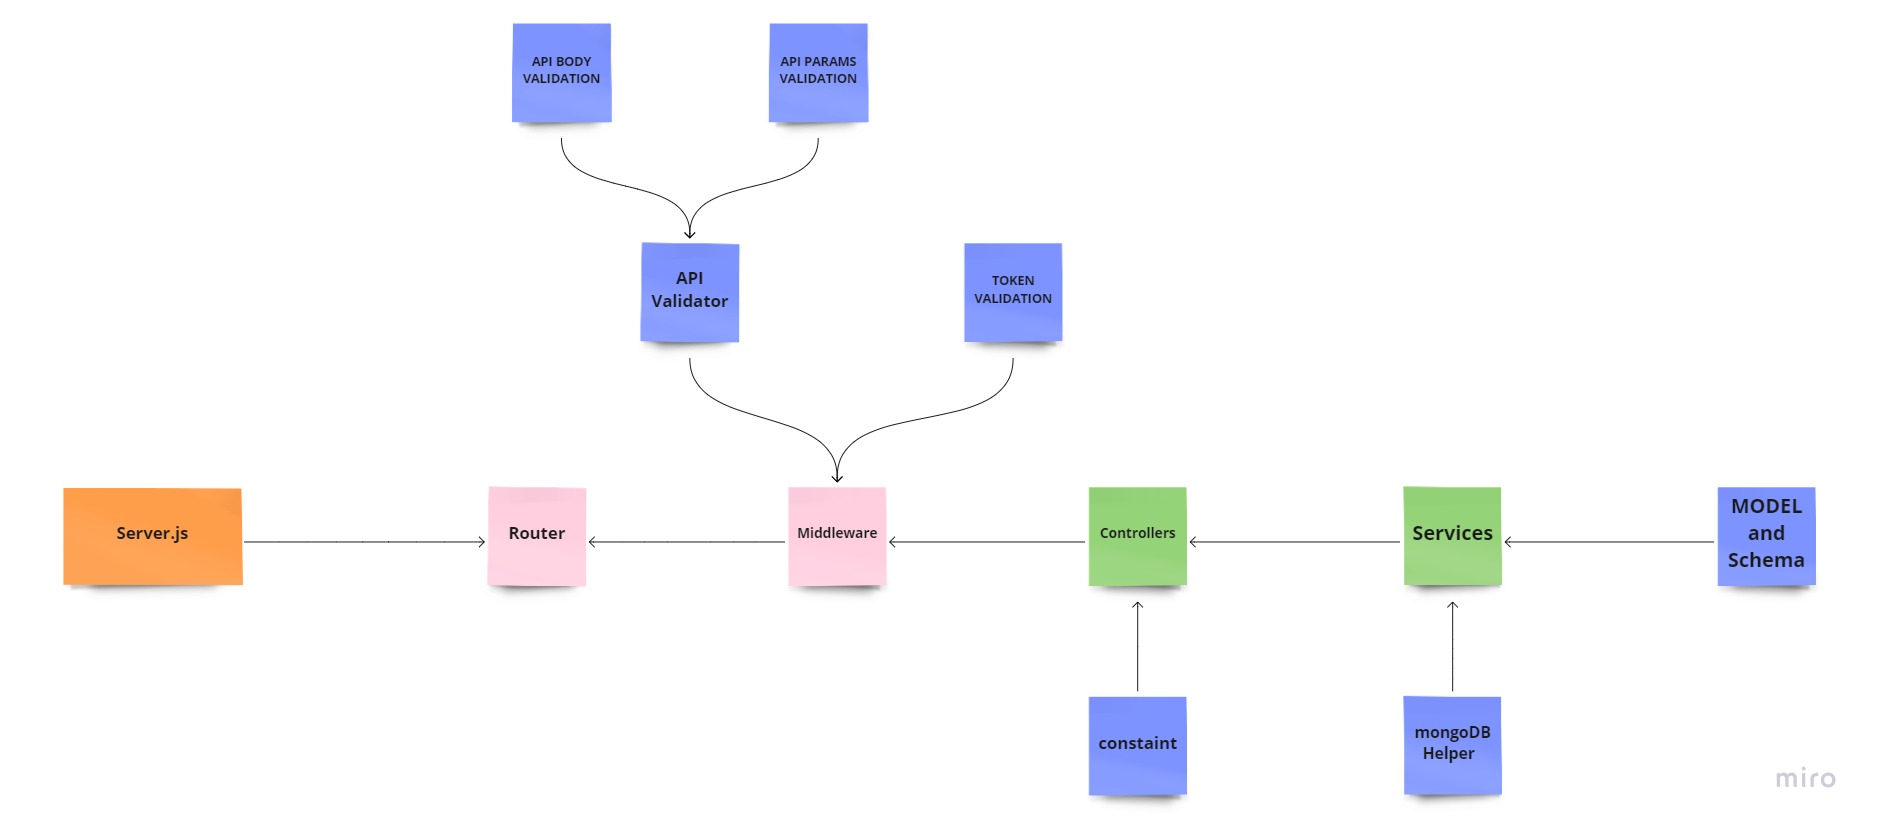 API BODY
VALIDATION
API PARAMS
VALIDATION
API
Validator
TOKEN
VALIDATION
Server.js
Router
Middleware
Controllers
Services
MODEL
and
Schema
constaint
mongoDB
Helper
miro